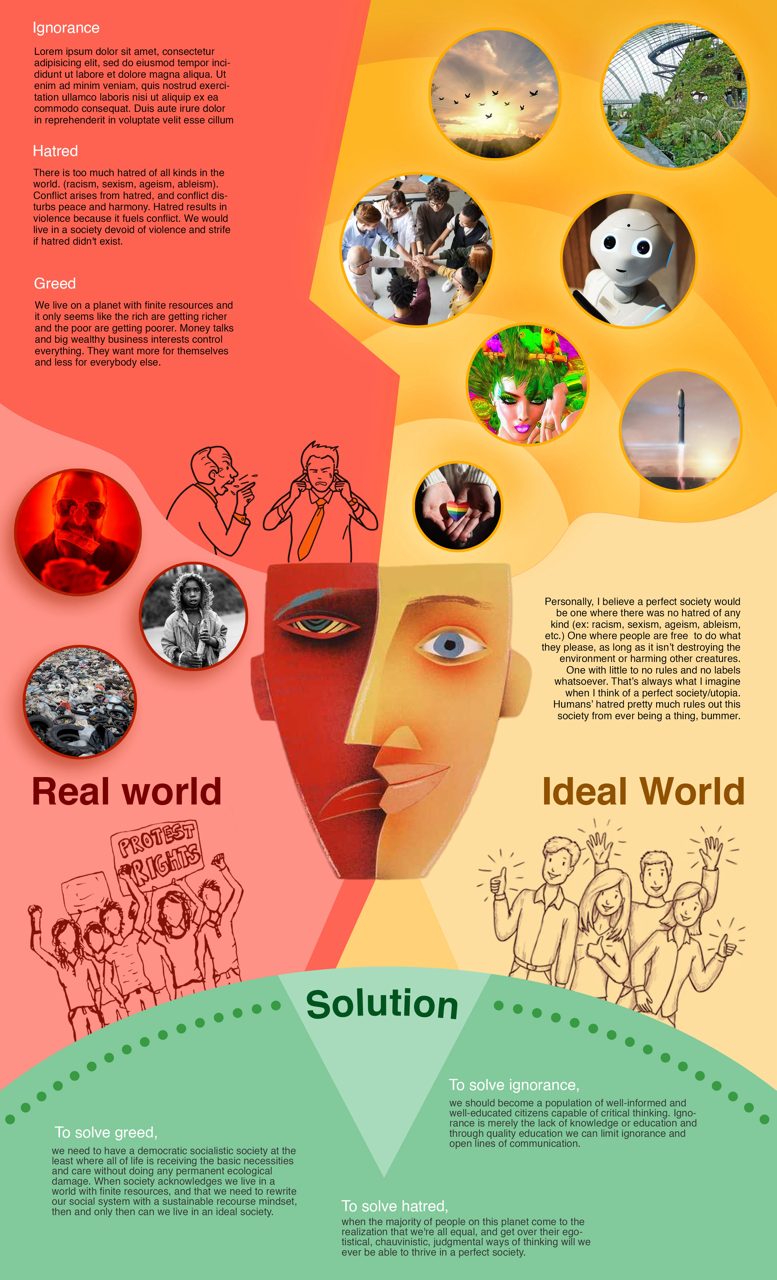 Ignorance
Lorem ipsum dolor sit amet, consectetur
adipisicing elit, sed do eiusmod tempor inci-
didunt ut labore et dolore magna aliqua. Ut
enim ad minim veniam, quis nostrud exerci-
tation ullamco laboris nisi ut aliquip ex ea
commodo consequat. Duis aute irure dolor
in reprehenderit in voluptate velit esse cillum
Hatred
There is too much hatred of all kinds in the
world. (racism, sexism, ageism, ableism).
Conflict arises from hatred, and conflict dis-
turbs peace and harmony. Hatred results in
violence because it fuels conflict. We would
live in a society devoid of violence and strife
if hatred didn't exist.
Greed
We live on a planet with finite resources and
it only seems like the rich are getting richer
and the poor are getting poorer. Money talks
and big wealthy business interests control
everything. They want more for themselves
and less for everybody else.
Personally, I believe a perfect society would
be one where there was no hatred of any
kind (ex: racism, sexism, ageism, ableism,
etc.) One where people are free to do what
they please, as long as it isn't destroying the
environment or harming other creatures.
One with little to no rules and no labels
whatsoever. That's always what I imagine
when I think of a perfect society/utopia.
Humans' hatred pretty much rules out this
society from ever being a thing, bummer.
Real world
Ideal World
PROTEST
RIGHTS
Solution
To solve ignorance,
we should become a population of well-informed and
well-educated citizens capable of critical thinking. Igno-
rance is merely the lack of knowledge or education and
through quality education we can limit ignorance and
open lines of communication.
To solve greed,
we need to have a democratic socialistic society at the
least where all of life is receiving the basic necessities
and care without doing any permanent ecological
damage. When society acknowledges we live in a
world with finite resources, and that we need to rewrite
our social system with a sustainable recourse mindset,
then and only then can we live in an ideal society.
To solve hatred,
when the majority of people on this planet come to the
realization that we're all equal, and get over their ego-
tistical, chauvinistic, judgmental ways of thinking will we
ever be able to thrive in a perfect society.